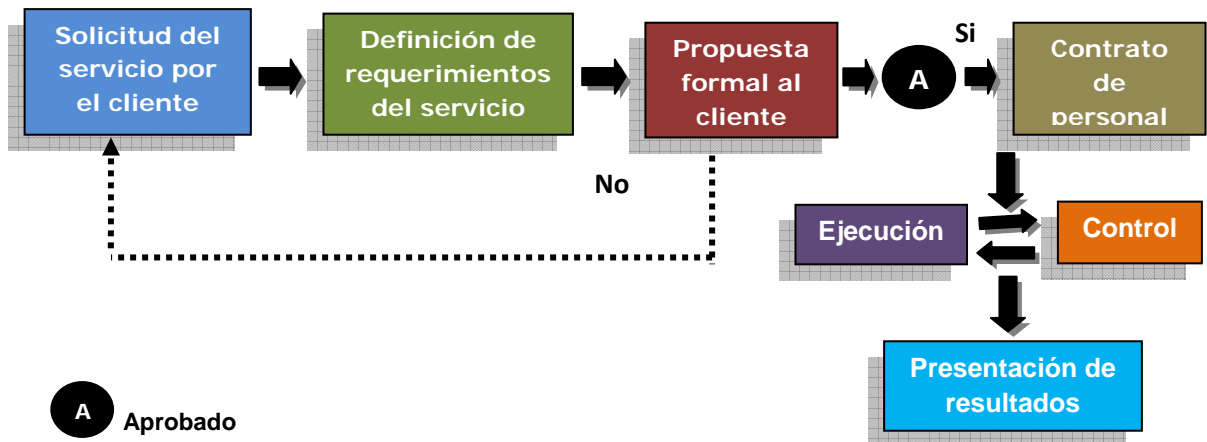 Solicitud del
servicio por
el cliente
Definición de
requerimientos
del servicio
Propuesta
formal al
cliente
A
Si
Contrato
de
personal
No
Ejecución
Control
Presentación de
resultados
A
Aprobado